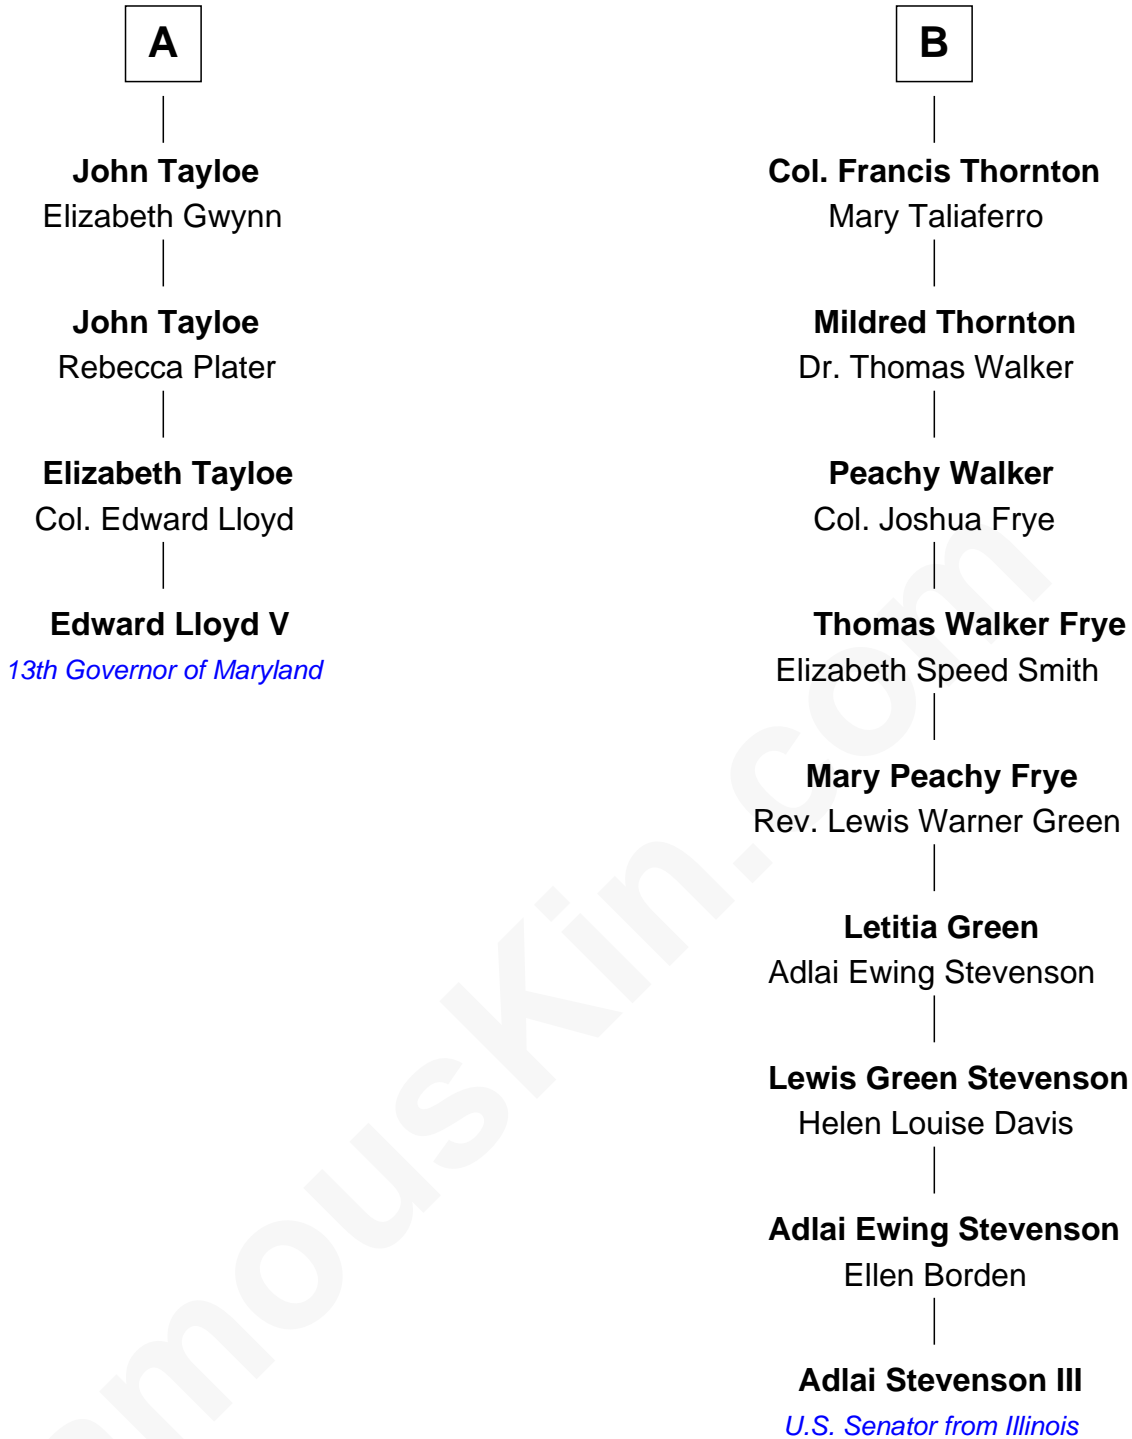 A
John Tayloe
Elizabeth Gwynn
John Tayloe
Rebecca Plater
Elizabeth Tayloe
Col. Edward Lloyd
Edward Lloyd V
13th Governor of Maryland
B
Col. Francis Thornton
Mary Taliaferro
Mildred Thornton
Dr. Thomas Walker
Peachy Walker
Col. Joshua Frye
Thomas Walker Frye
Elizabeth Speed Smith
Mary Peachy Frye
Rev. Lewis Warner Green
Letitia Green
Adlai Ewing Stevenson
Lewis Green Stevenson
Helen Louise Davis
Adlai Ewing Stevenson
Ellen Borden
Adlai Stevenson III
U.S. Senator from Illinois
amousKin.com